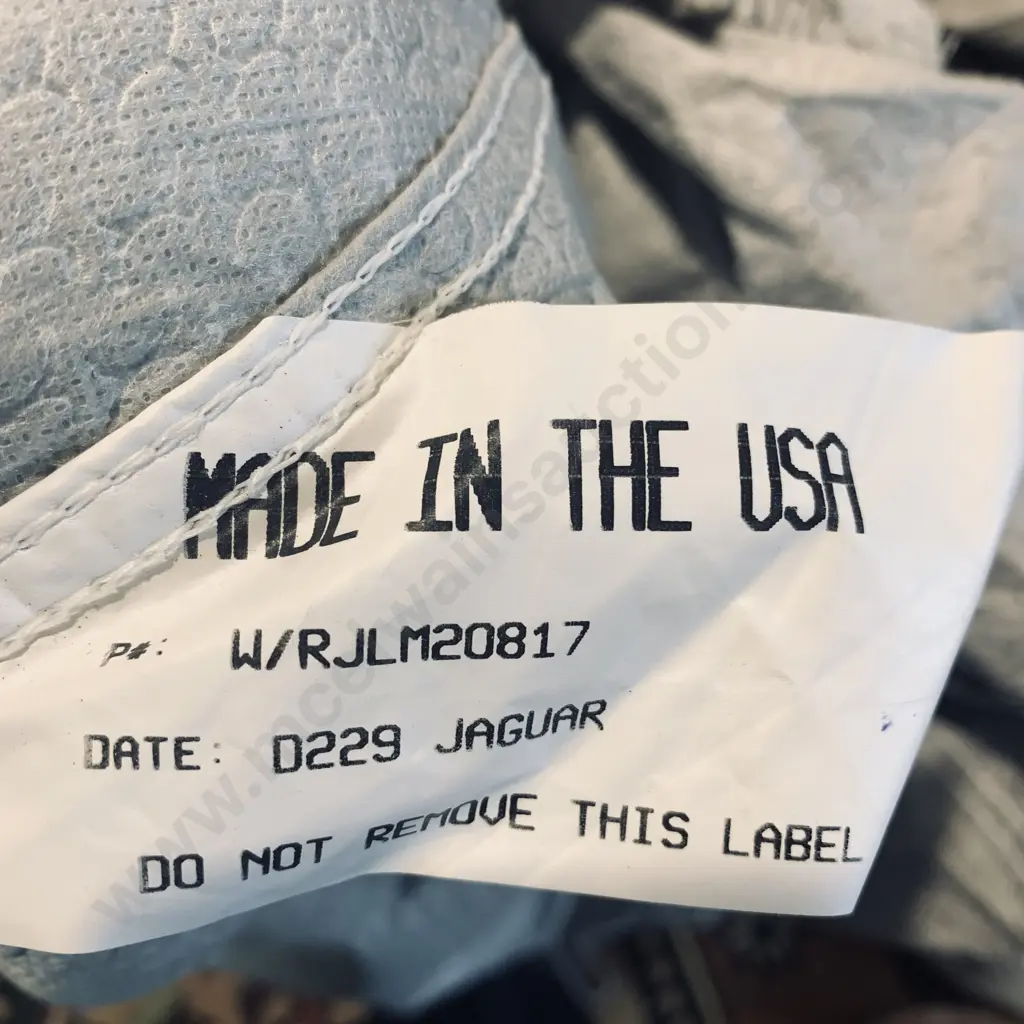 MADE IN THE USA
P#: W/RJLM20817
DATE: D229 JAGUAR
DO NOT REMOVE THIS LABEL